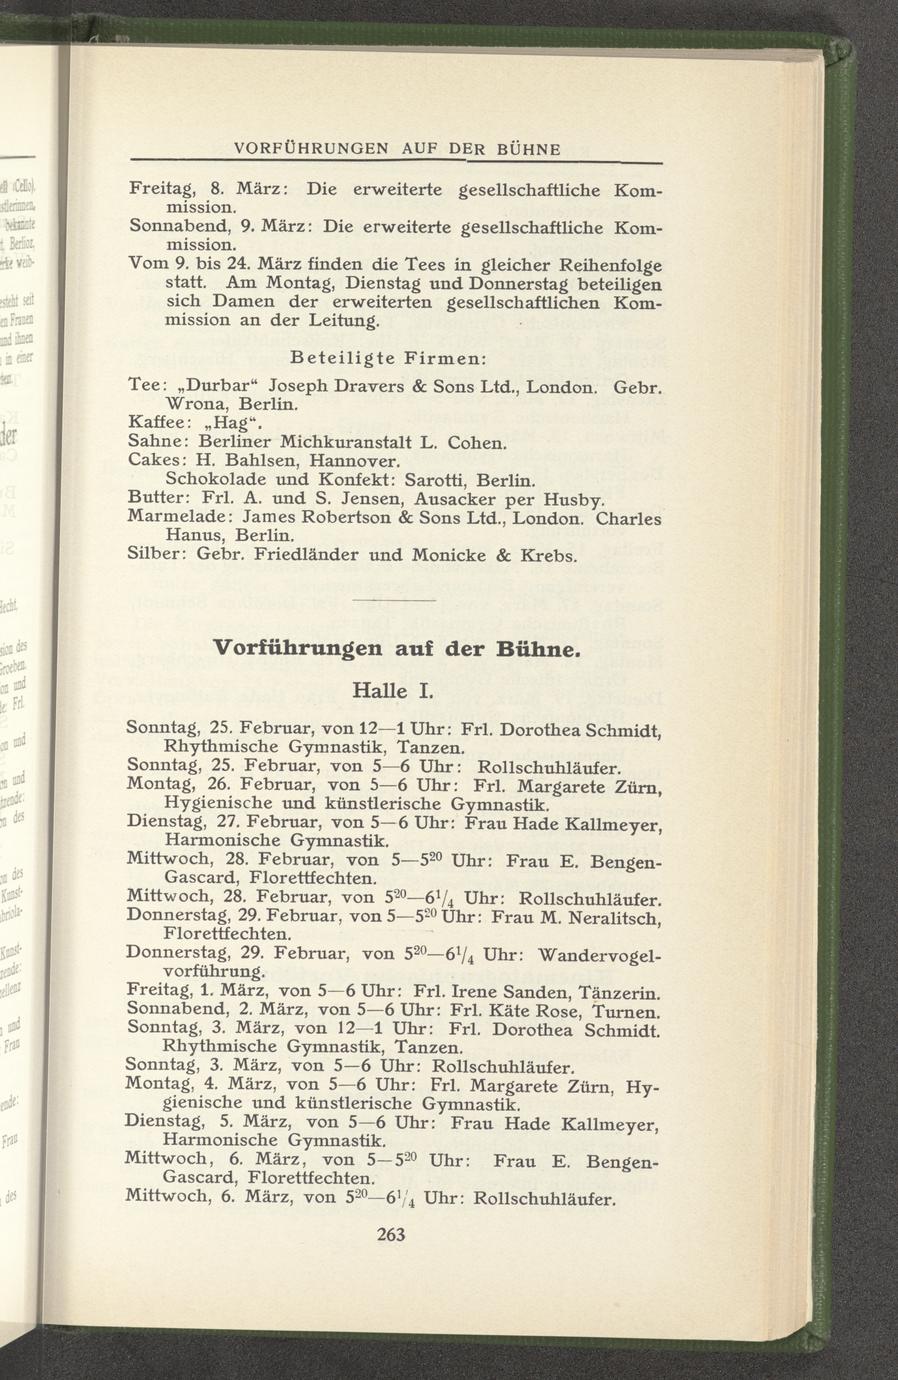 VORFÜHRUNGEN AUF DER BÜHNE
Freitag, 8. März: Die erweiterte gesellschaftliche Kom-
mission.
Sonnabend, 9. März: Die erweiterte gesellschaftliche Kom-
mission.
Vom 9. bis 24. März finden die Tees in gleicher Reihenfolge
statt. Am Montag, Dienstag und Donnerstag beteiligen
sich Damen der erweiterten gesellschaftlichen Kom-
mission an der Leitung.
Beteiligte Firmen:
Tee: „Durbar“ Joseph Dravers & Sons Ltd., London. Gebr.
Wrona, Berlin.
Kaffee: „Hag“.
Sahne: Berliner Michkuranstalt L. Cohen.
Cakes: H. Bahlsen, Hannover.
Schokolade und Konfekt: Sarotti, Berlin.
Butter: Frl. A. und S. Jensen, Ausacker per Husby.
Marmelade: James Robertson & Sons Ltd., London. Charles
Hanus, Berlin.
Silber: Gebr. Friedländer und Monicke & Krebs.
Vorführungen auf der Bühne.
Halle I.
Sonntag, 25. Februar, von 12—1 Uhr: Frl. Dorothea Schmidt,
Rhythmische Gymnastik, Tanzen.
Sonntag, 25. Februar, von 5—6 Uhr: Rollschuhläufer.
Montag, 26. Februar, von 5—6 Uhr: Frl. Margarete Zürn,
Hygienische und künstlerische Gymnastik.
Dienstag, 27. Februar, von 5—6 Uhr: Frau Hade Kallmeyer,
Harmonische Gymnastik.
Mittwoch, 28. Februar, von 5—5²⁰ Uhr: Frau E. Bengen-
Gascard, Florettfechten.
Mittwoch, 28. Februar, von 5²⁰—6¹/₄ Uhr: Rollschuhläufer.
Donnerstag, 29. Februar, von 5—5²⁰ Uhr: Frau M. Neralitsch,
Florettfechten.
Donnerstag, 29. Februar, von 5²⁰—6¹/₄ Uhr: Wandervogel-
vorführung.
Freitag, 1. März, von 5—6 Uhr: Frl. Irene Sanden, Tänzerin.
Sonnabend, 2. März, von 5—6 Uhr: Frl. Käte Rose, Turnen.
Sonntag, 3. März, von 12—1 Uhr: Frl. Dorothea Schmidt.
Rhythmische Gymnastik, Tanzen.
Sonntag, 3. März, von 5—6 Uhr: Rollschuhläufer.
Montag, 4. März, von 5—6 Uhr: Frl. Margarete Zürn, Hy-
gienische und künstlerische Gymnastik.
Dienstag, 5. März, von 5—6 Uhr: Frau Hade Kallmeyer,
Harmonische Gymnastik.
Mittwoch, 6. März, von 5—5²⁰ Uhr: Frau E. Bengen-
Gascard, Florettfechten.
Mittwoch, 6. März, von 5²⁰—6¹/₄ Uhr: Rollschuhläufer.
263